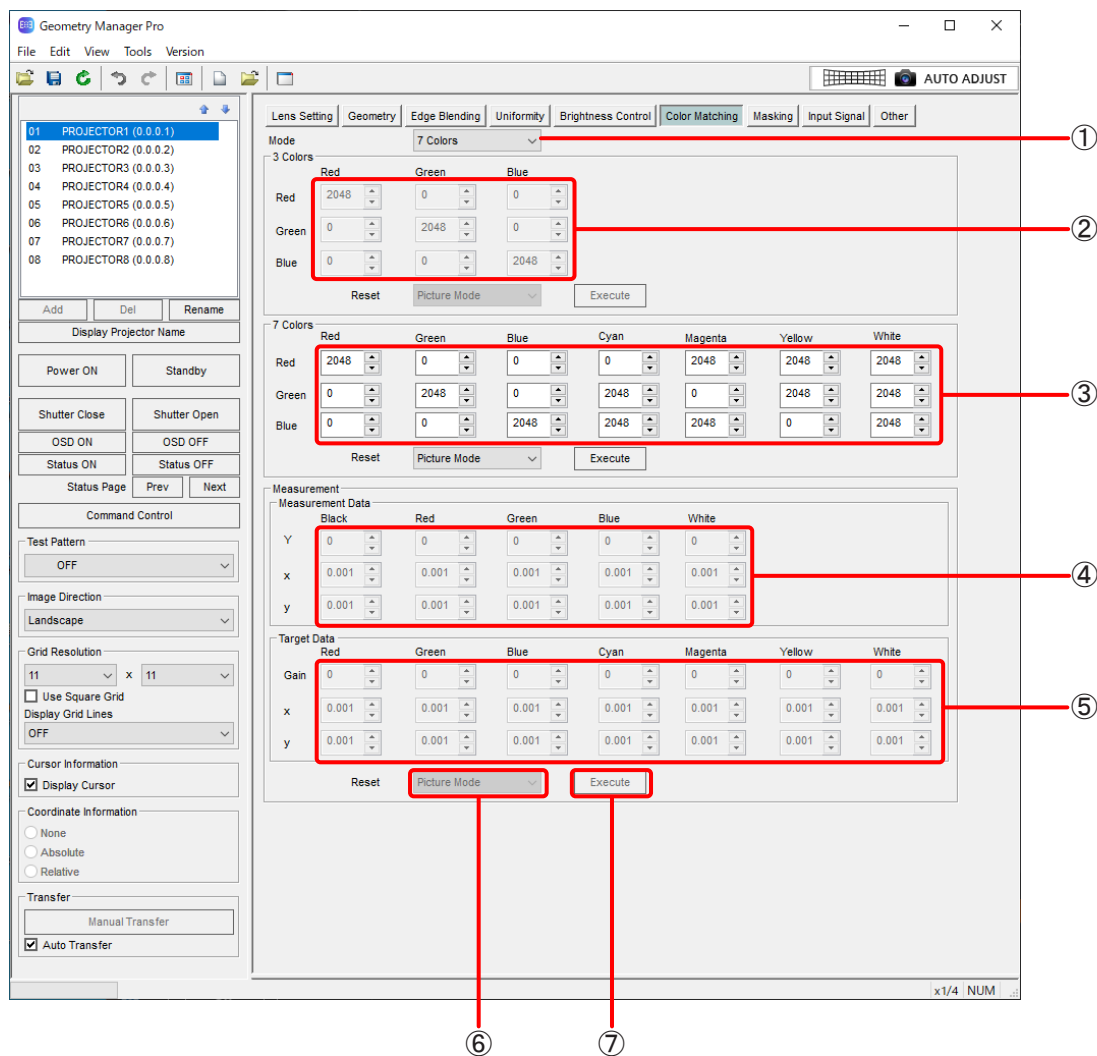 Geometry Manager Pro
File Edit View Tools Version
AUTO ADJUST
01 PROJECTOR1 (0.0.0.1)
02 PROJECTOR2 (0.0.0.2)
03 PROJECTOR3 (0.0.0.3)
04 PROJECTOR4 (0.0.0.4)
05 PROJECTOR5 (0.0.0.5)
06 PROJECTOR6 (0.0.0.6)
07 PROJECTOR7 (0.0.0.7)
08 PROJECTOR8 (0.0.0.8)
Add Del Rename
Display Projector Name
Power ON Standby
Shutter Close Shutter Open
OSD ON OSD OFF
Status ON Status OFF
Status Page Prev Next
Command Control
Test Pattern
OFF
Image Direction
Landscape
Grid Resolution
11 x 11
Use Square Grid
Display Grid Lines
OFF
Cursor Information
Display Cursor
Coordinate Information
None
Absolute
Relative
Transfer
Manual Transfer
Auto Transfer
Lens Setting Geometry Edge Blending Uniformity Brightness Control Color Matching Masking Input Signal Other
Mode 7 Colors ①
3 Colors
Red Green Blue
Red 2048 0 0
Green 0 2048 0 ②
Blue 0 0 2048
Reset Picture Mode Execute
7 Colors
Red Green Blue Cyan Magenta Yellow White
Red 2048 0 0 0 2048 2048 2048
Green 0 2048 0 2048 0 2048 2048 ③
Blue 0 0 2048 2048 2048 0 2048
Reset Picture Mode Execute
Measurement
Measurement Data
Black Red Green Blue White
Y 0 0 0 0 0
x 0.001 0.001 0.001 0.001 0.001 ④
y 0.001 0.001 0.001 0.001 0.001
Target Data
Red Green Blue Cyan Magenta Yellow White
Gain 0 0 0 0 0 0 0
x 0.001 0.001 0.001 0.001 0.001 0.001 0.001 ⑤
y 0.001 0.001 0.001 0.001 0.001 0.001 0.001
Reset Picture Mode Execute
x1/4 NUM
⑥ ⑦